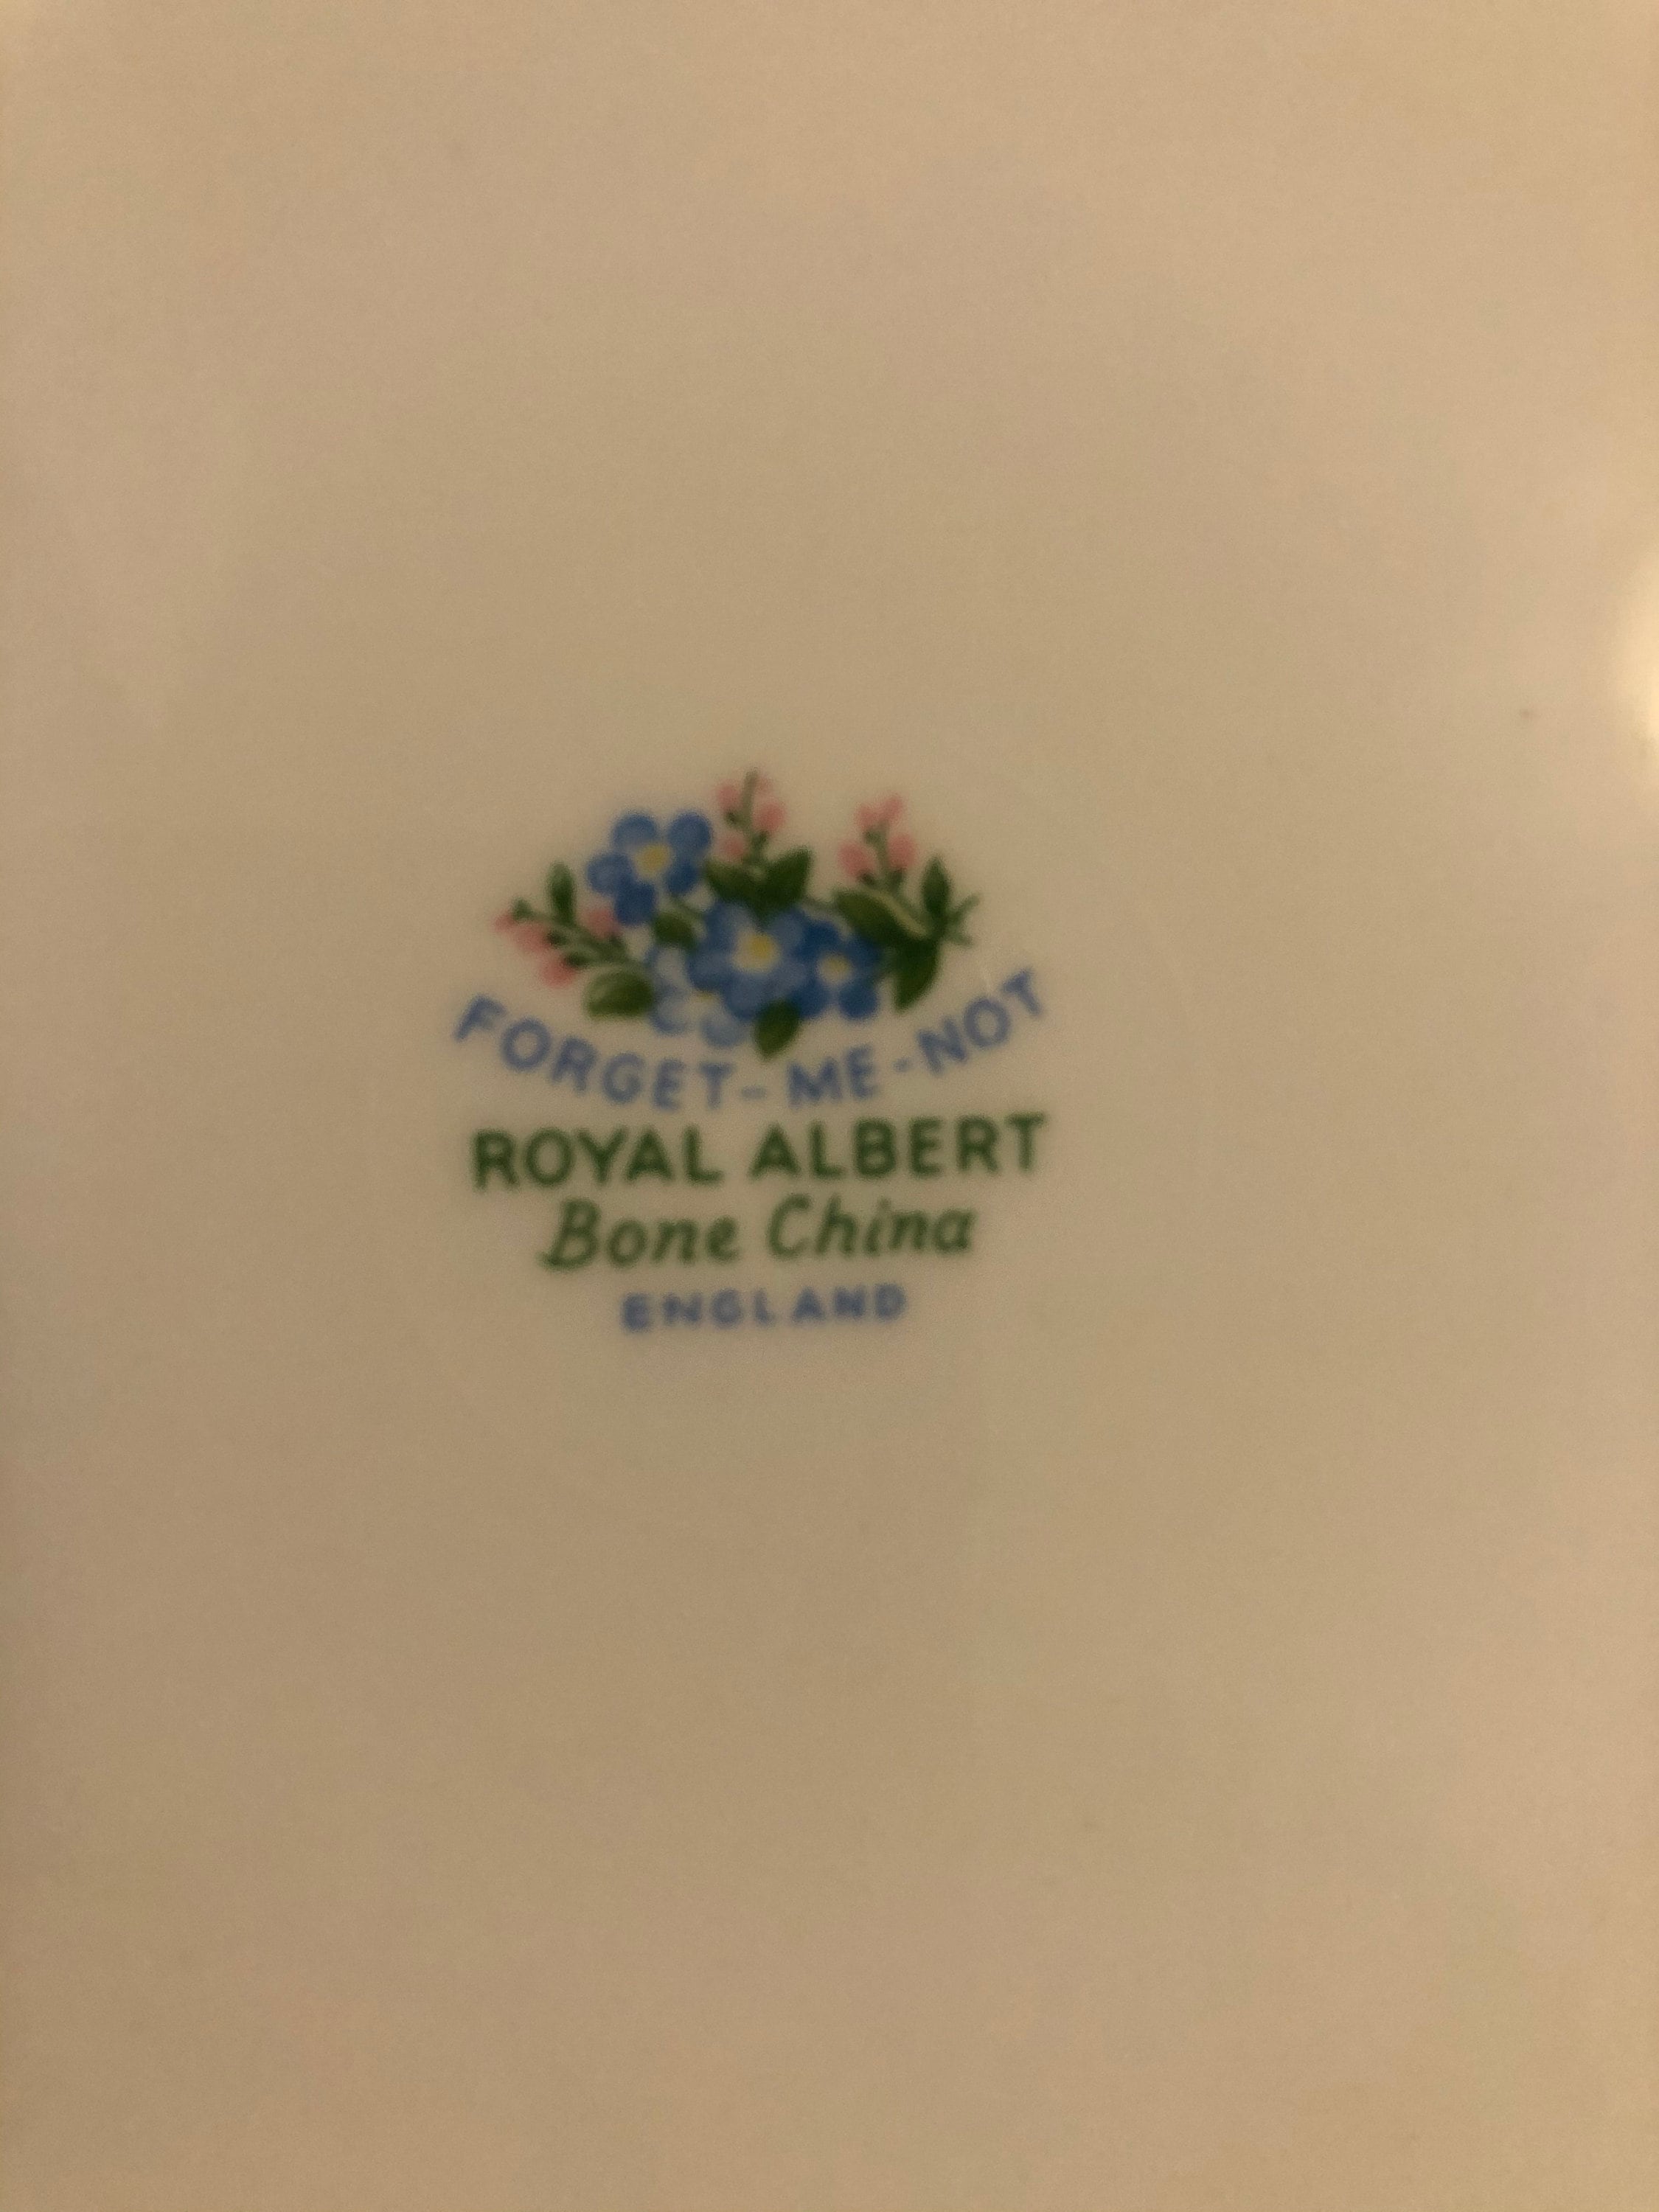 FORGET-ME-NOT
ROYAL ALBERT
Bone China
ENGLAND